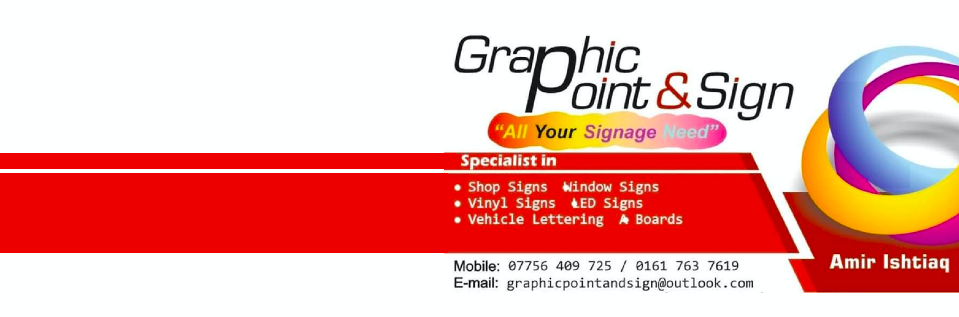 Graphic
Point & Sign
“All Your Signage Need”
Specialist in
• Shop Signs • Window Signs
• Vinyl Signs • LED Signs
• Vehicle Lettering • A Boards
Amir Ishtiaq
Mobile: 07756 409 725 / 0161 763 7619
E-mail: graphicpointandsign@outlook.com